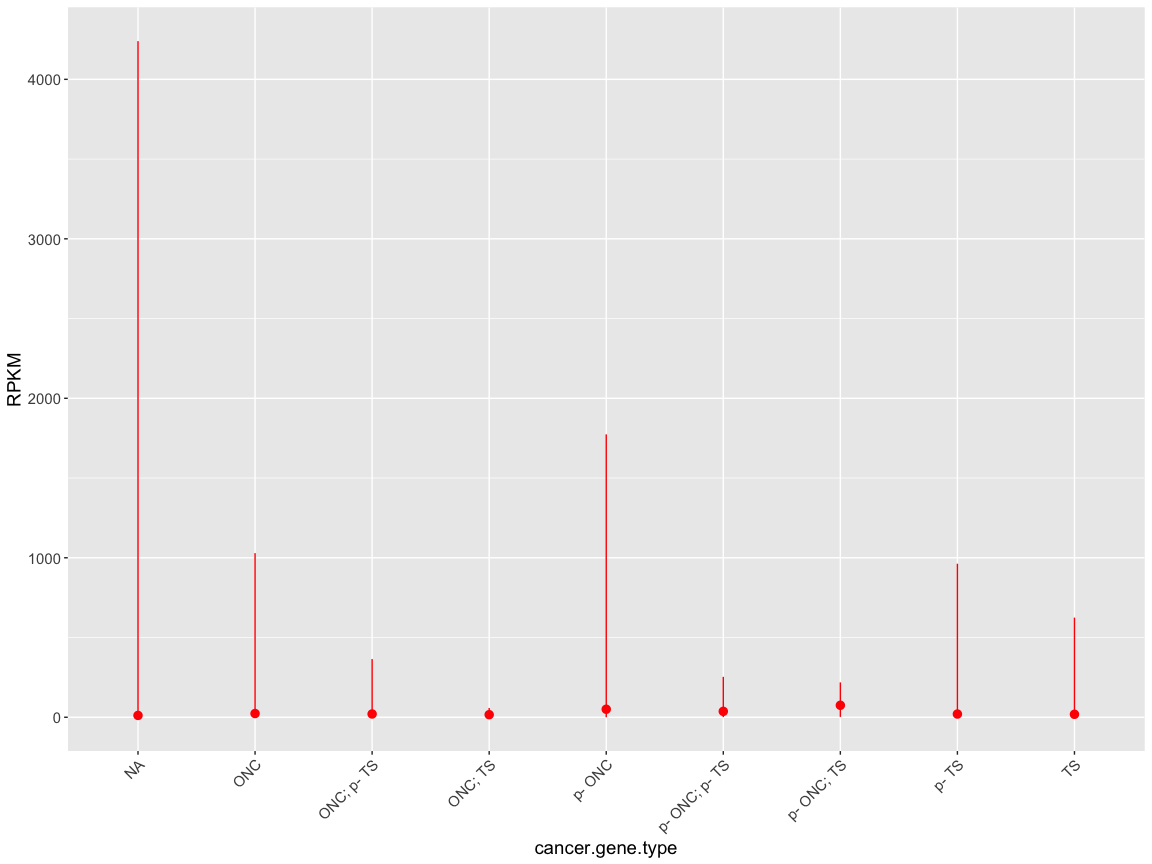 4000
3000
2000
1000
0
RPKM
NA
ONC
ONC; p- TS
ONC; TS
p- ONC
p- ONC; p- TS
p- ONC; TS
p- TS
TS
cancer.gene.type